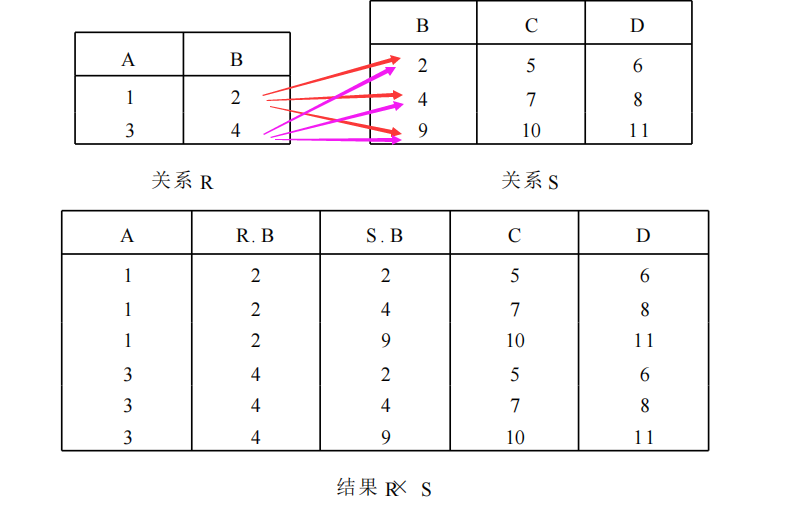 A B
1 2
3 4
关系 R
B C D
2 5 6
4 7 8
9 10 11
关系 S
A R.B S.B C D
1 2 2 5 6
1 2 4 7 8
1 2 9 10 11
3 4 2 5 6
3 4 4 7 8
3 4 9 10 11
结果 R× S